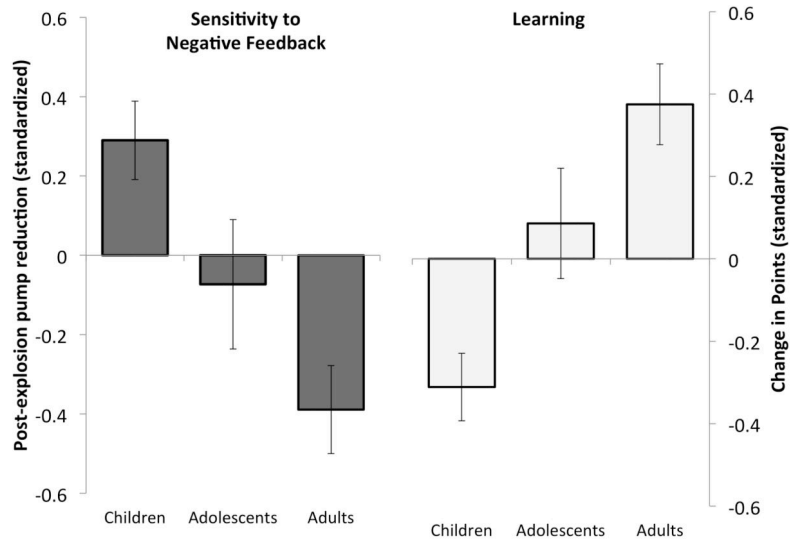 Sensitivity to
Negative Feedback
Post-explosion pump reduction (standardized)
0.6
0.4
0.2
0
-0.2
-0.4
-0.6
Children Adolescents Adults
Learning
0.6
0.4
0.2
0
-0.2
-0.4
-0.6
Change in Points (standardized)
Children Adolescents Adults